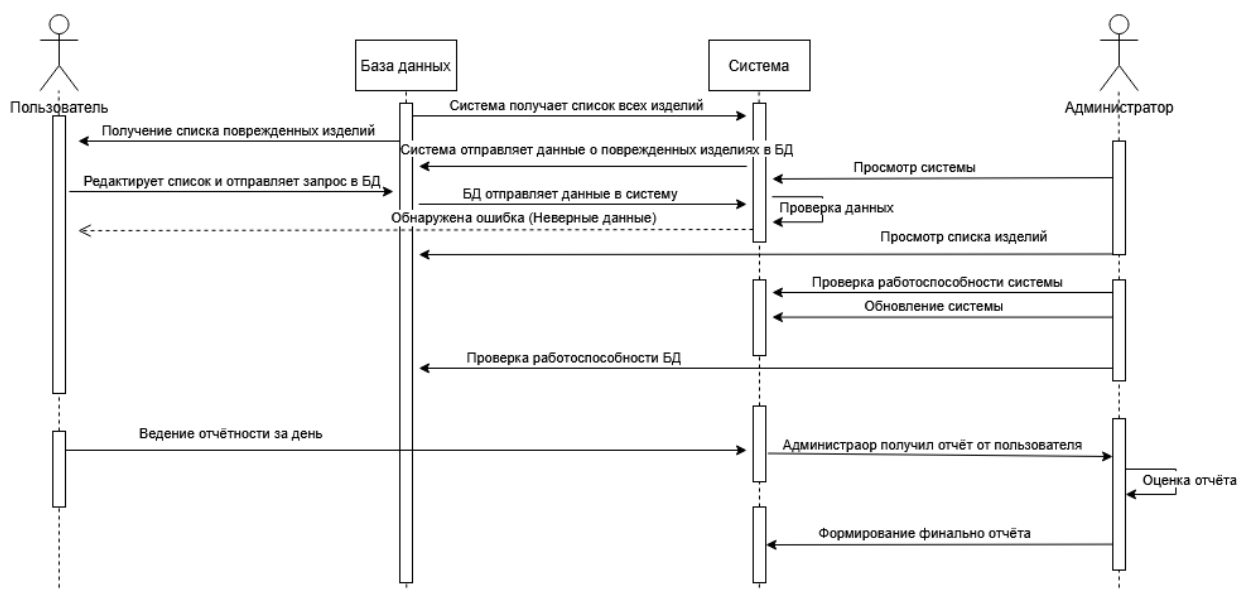 База данных
Система
Пользователь
Администратор
Система получает список всех изделий
Получение списка поврежденных изделий
Система отправляет данные о поврежденных изделиях в БД
Просмотр системы
Редактирует список и отправляет запрос в БД
БД отправляет данные в систему
Проверка данных
Обнаружена ошибка (Неверные данные)
Просмотр списка изделий
Проверка работоспособности системы
Обновление системы
Проверка работоспособности БД
Ведение отчётности за день
Администраор получил отчёт от пользователя
Оценка отчёта
Формирование финально отчёта